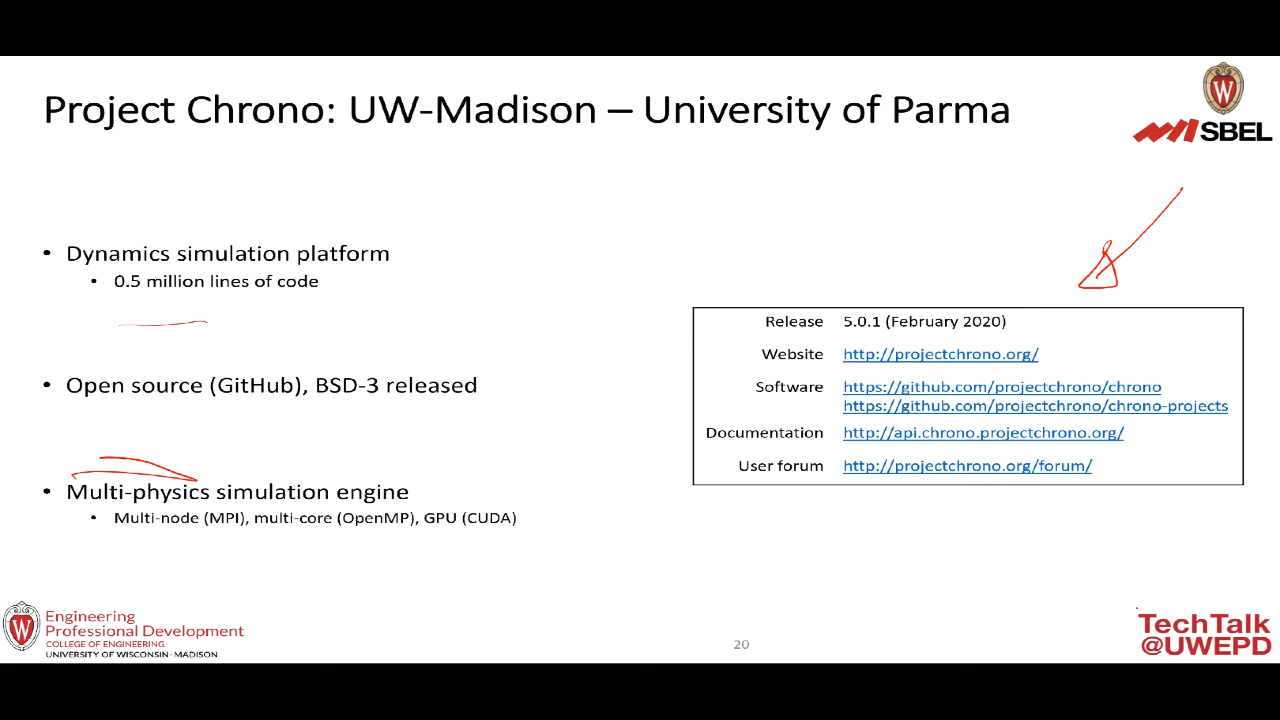 Project Chrono: UW-Madison – University of Parma
W
SBEL
• Dynamics simulation platform
• 0.5 million lines of code
• Open source (GitHub), BSD-3 released
• Multi-physics simulation engine
• Multi-node (MPI), multi-core (OpenMP), GPU (CUDA)
Release 5.0.1 (February 2020)
Website http://projectchrono.org/
Software https://github.com/projectchrono/chrono
https://github.com/projectchrono/chrono-projects
Documentation http://api.chrono.projectchrono.org/
User forum http://projectchrono.org/forum/
W
Engineering
Professional Development
COLLEGE OF ENGINEERING
UNIVERSITY OF WISCONSIN–MADISON
20
TechTalk
@UWEPD